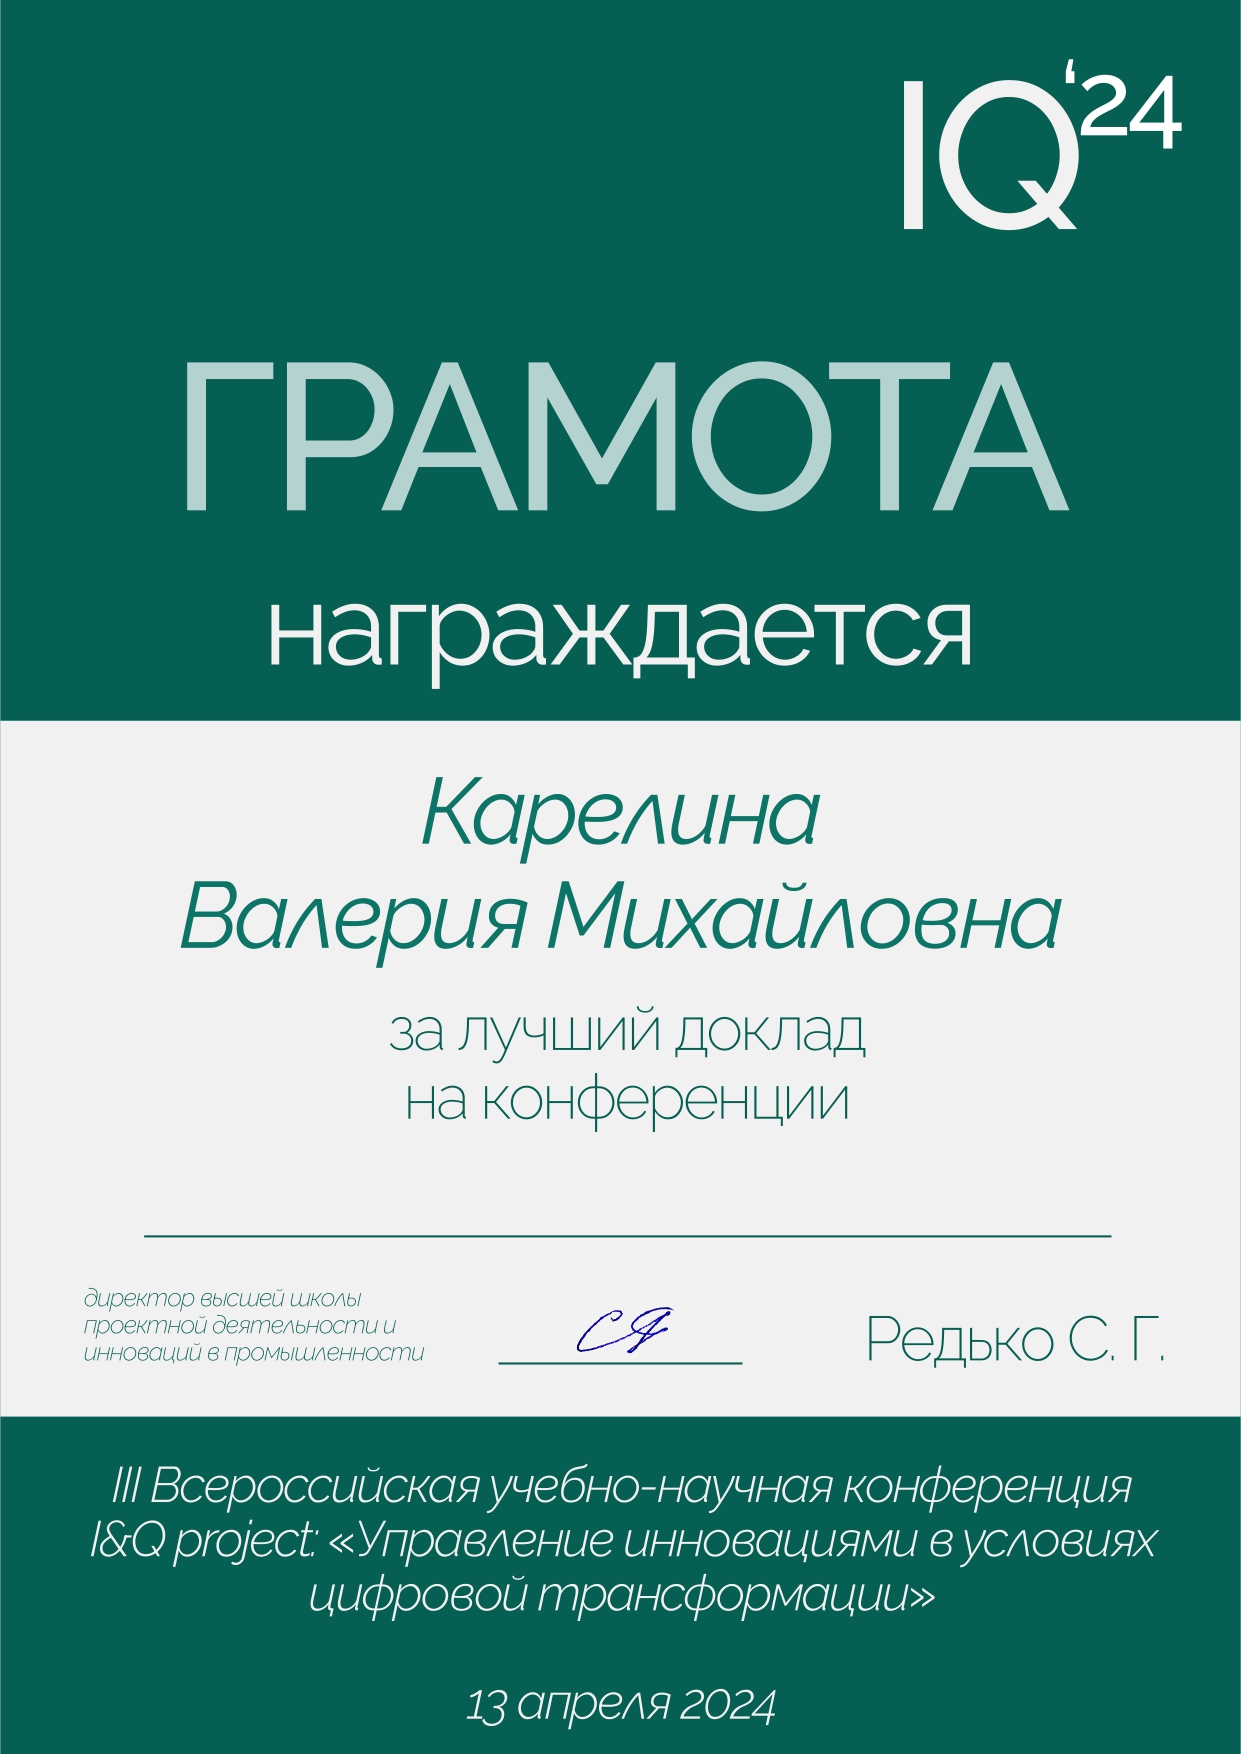 IQ‘24
ГРАМОТА
награждается
Карелина
Валерия Михайловна
за лучший доклад
на конференции
директор высшей школы
проектной деятельности и
инноваций в промышленности
Редько С. Г.
III Всероссийская учебно-научная конференция
I&Q project: «Управление инновациями в условиях
цифровой трансформации»
13 апреля 2024